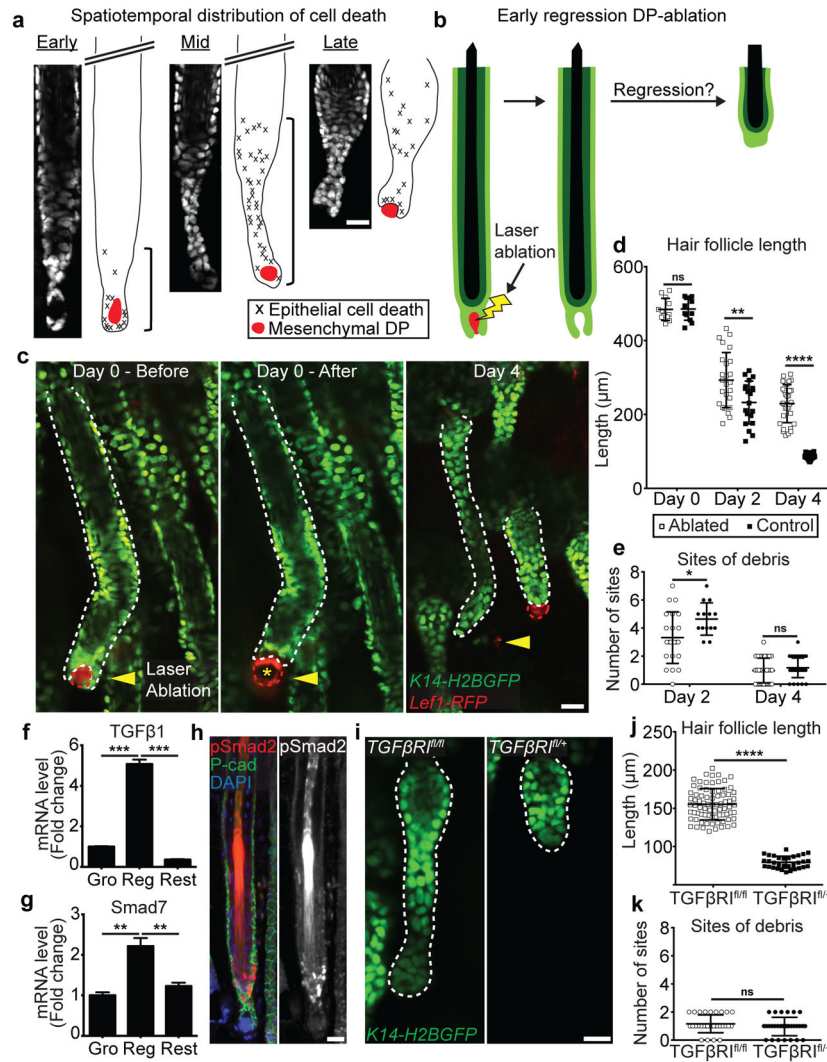 a Spatiotemporal distribution of cell death
Early Mid Late
x Epithelial cell death
Mesenchymal DP
b Early regression DP-ablation
Regression?
Laser
ablation
c Day 0 - Before Day 0 - After Day 4
Laser
Ablation
*
K14-H2BGFP
Lef1-RFP
d Hair follicle length
ns
**
****
600
400
200
0
Length (µm)
Day 0 Day 2 Day 4
Ablated Control
e Sites of debris
*
ns
8
6
4
2
0
Number of sites
Day 2 Day 4
f TGFβ1
*** ***
6
4
2
0
mRNA level
(Fold change)
Gro Reg Rest
g Smad7
** **
3
2
1
0
mRNA level
(Fold change)
Gro Reg Rest
h pSmad2 pSmad2
P-cad
DAPI
i TGFβRIfl/fl TGFβRIfl/+
K14-H2BGFP
j Hair follicle length
****
250
200
150
100
Length (µm)
TGFβRIfl/fl TGFβRIfl/+
k Sites of debris
ns
6
4
2
0
Number of sites
TGFβRIfl/fl TGFβRIfl/+